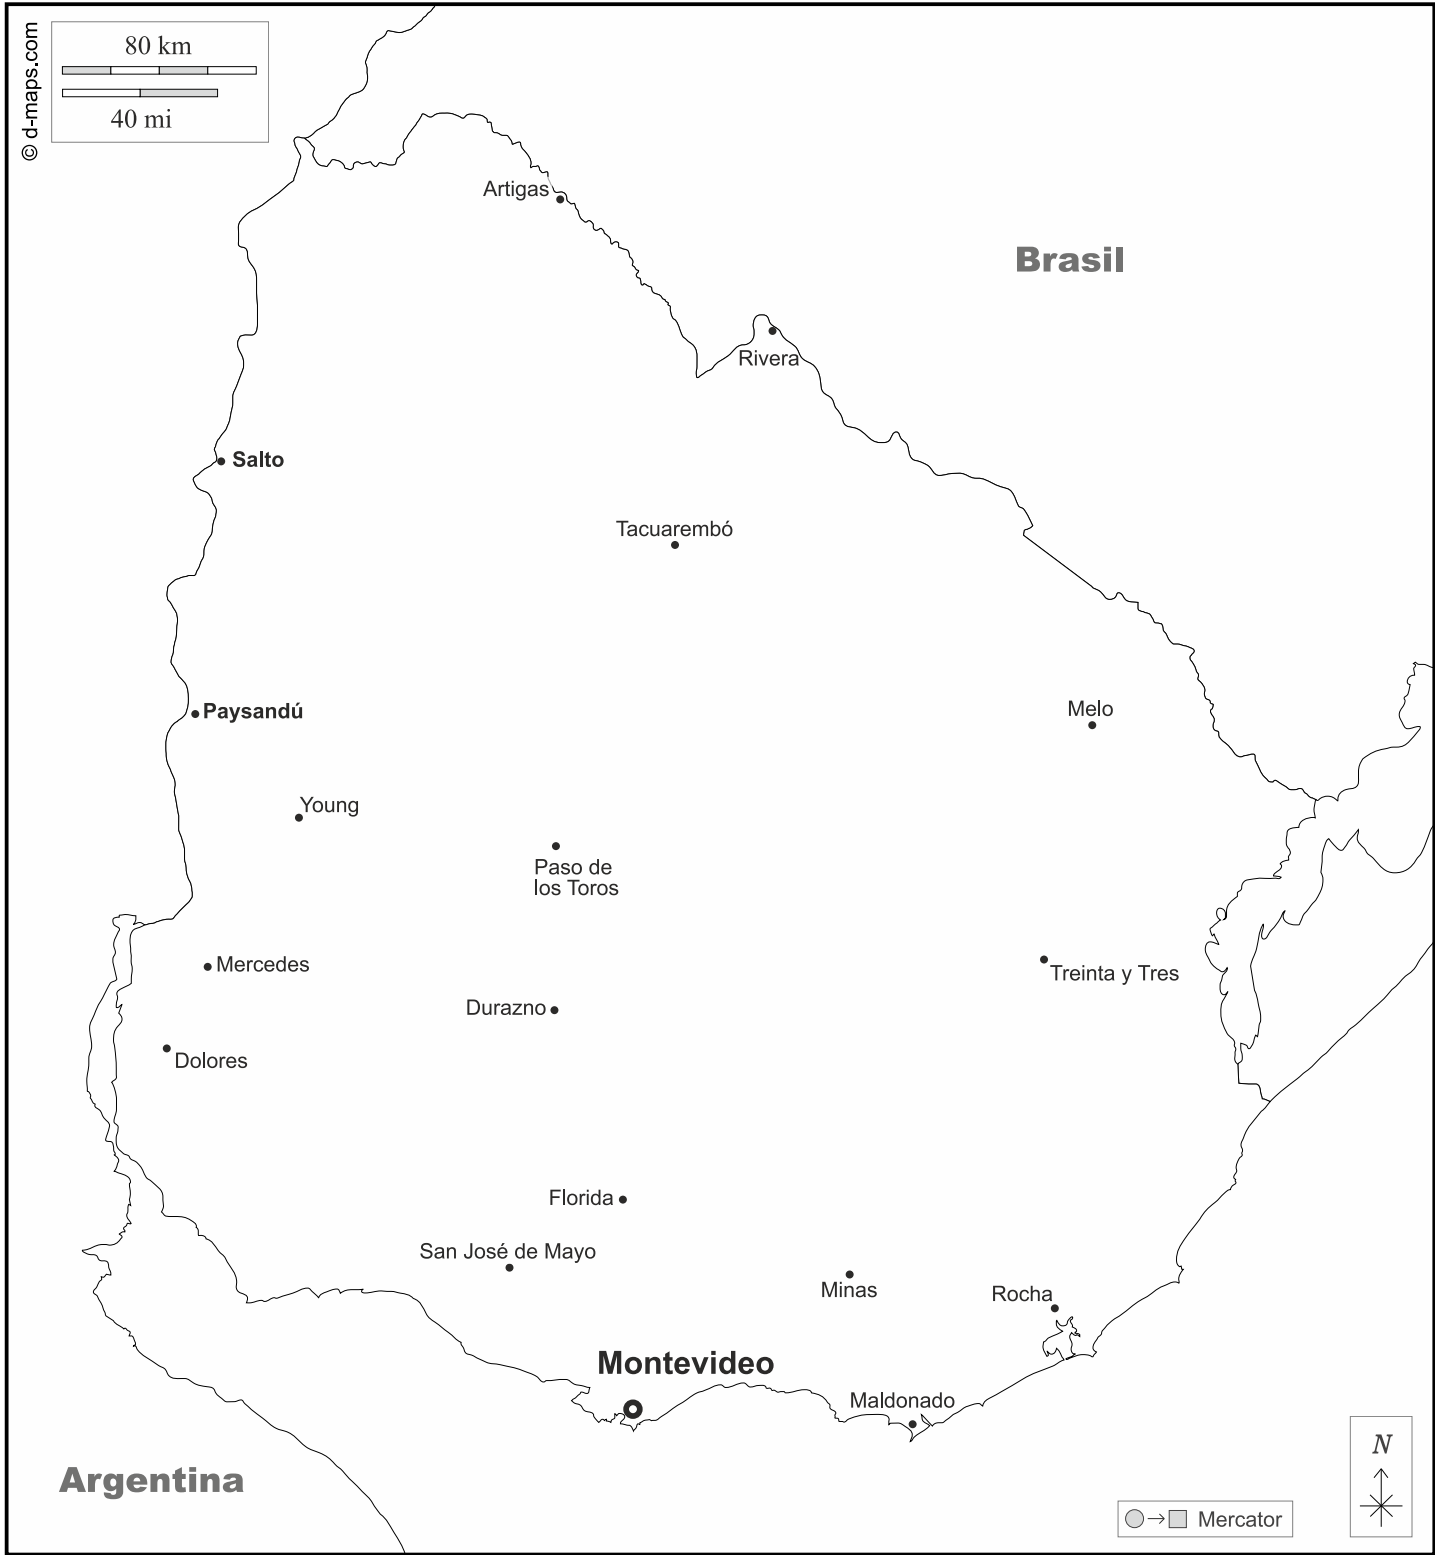 © d-maps.com
80 km
40 mi
Artigas
Brasil
Rivera
Salto
Tacuarembó
Paysandú
Melo
Young
Paso de
los Toros
Mercedes
Treinta y Tres
Durazno
Dolores
Florida
San José de Mayo
Minas
Rocha
Montevideo
Maldonado
Argentina
N
Mercator